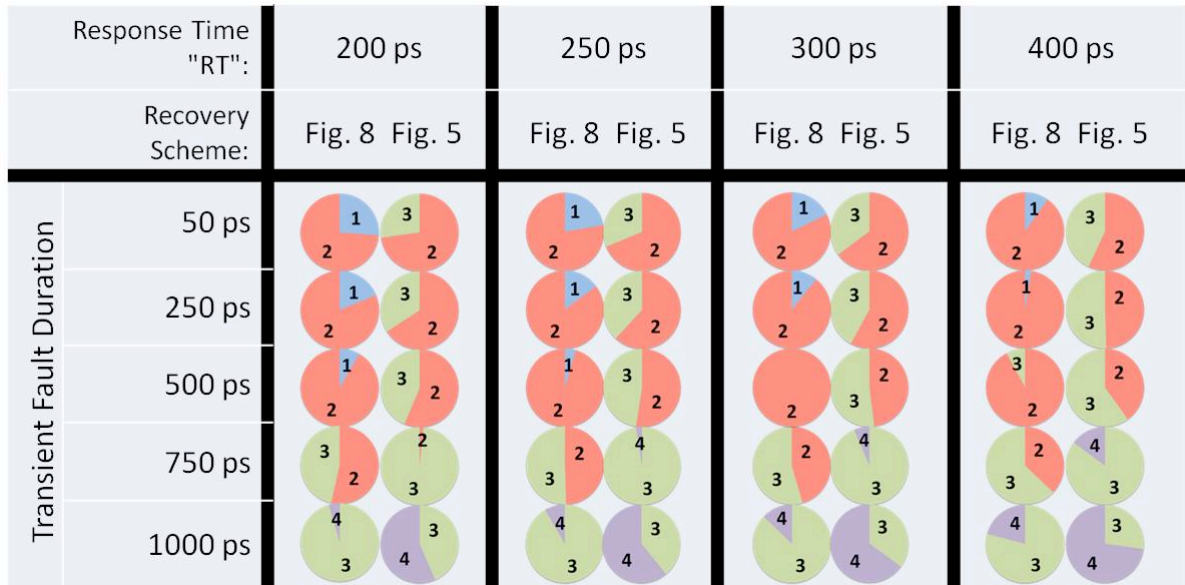 Response Time "RT":
200 ps
250 ps
300 ps
400 ps
Recovery Scheme:
Fig. 8 Fig. 5
Fig. 8 Fig. 5
Fig. 8 Fig. 5
Fig. 8 Fig. 5
Transient Fault Duration
50 ps
1 2 3 2
1 2 3 2
1 2 3 2
1 2 3 2
250 ps
1 2 3 2
1 2 3 2
1 2 3 2
1 2 2 3
500 ps
1 2 3 2
1 2 3 2
2 2 3
3 2 2 3
750 ps
3 2 2 3
2 3 4 3
2 3 4 3
2 3 4 3
1000 ps
4 3 3 4
4 3 3 4
4 3 3 4
4 3 3 4